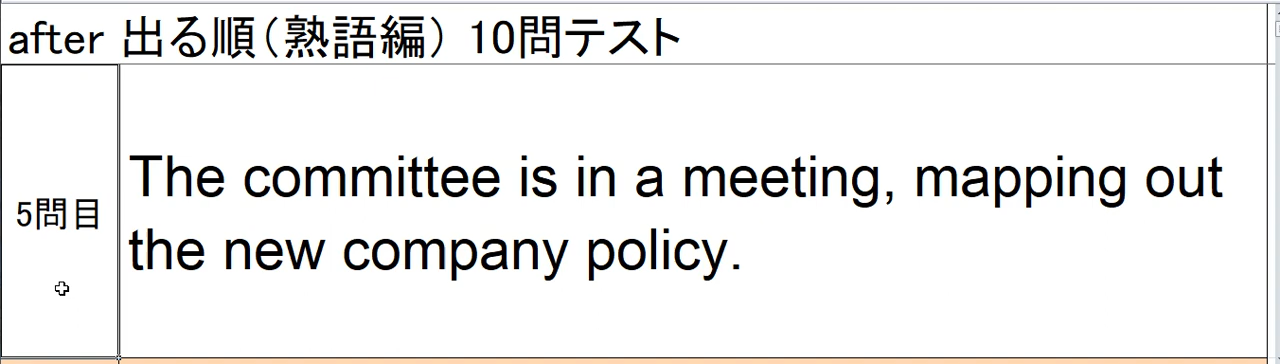 after 出る順（熟語編） 10問テスト
The committee is in a meeting, mapping out
5問目
the new company policy.